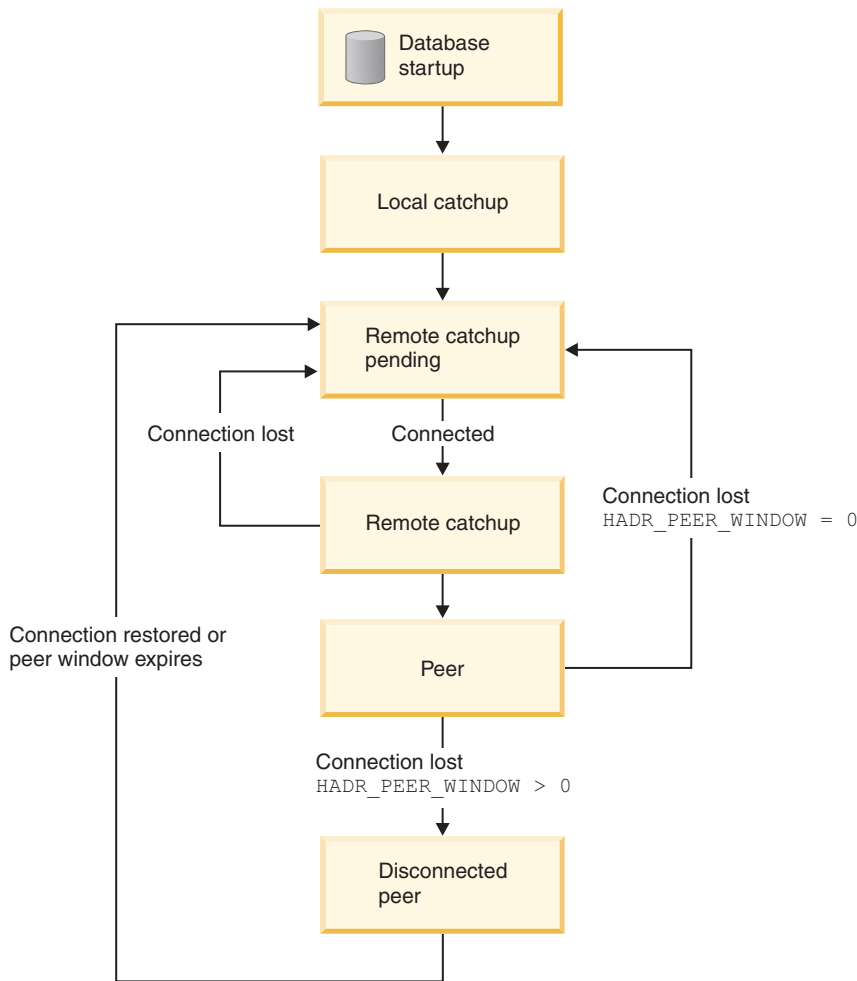 Database
startup
Local catchup
Remote catchup
pending
Connection lost
Connected
Remote catchup
Connection lost
HADR_PEER_WINDOW = 0
Connection restored or
peer window expires
Peer
Connection lost
HADR_PEER_WINDOW > 0
Disconnected
peer